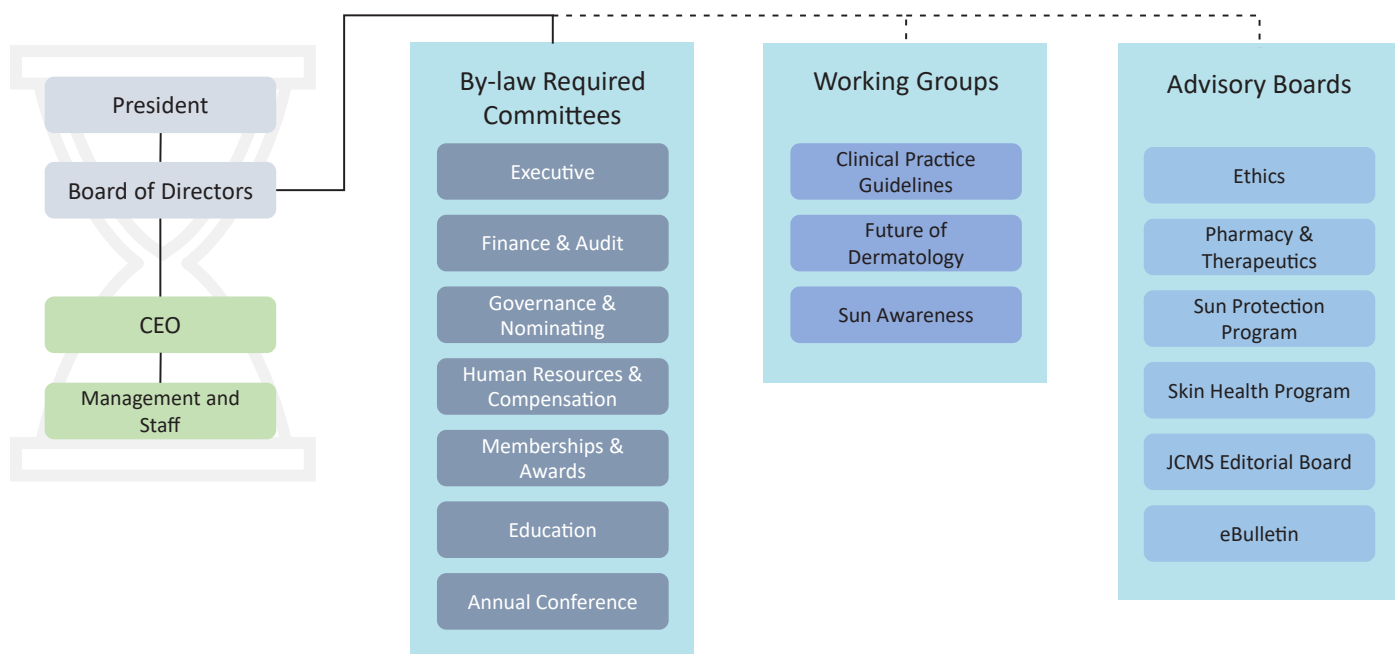 President
Board of Directors
CEO
Management and
Staff
By-law Required
Committees
Executive
Finance & Audit
Governance &
Nominating
Human Resources &
Compensation
Memberships &
Awards
Education
Annual Conference
Working Groups
Clinical Practice
Guidelines
Future of
Dermatology
Sun Awareness
Advisory Boards
Ethics
Pharmacy &
Therapeutics
Sun Protection
Program
Skin Health Program
JCMS Editorial Board
eBulletin